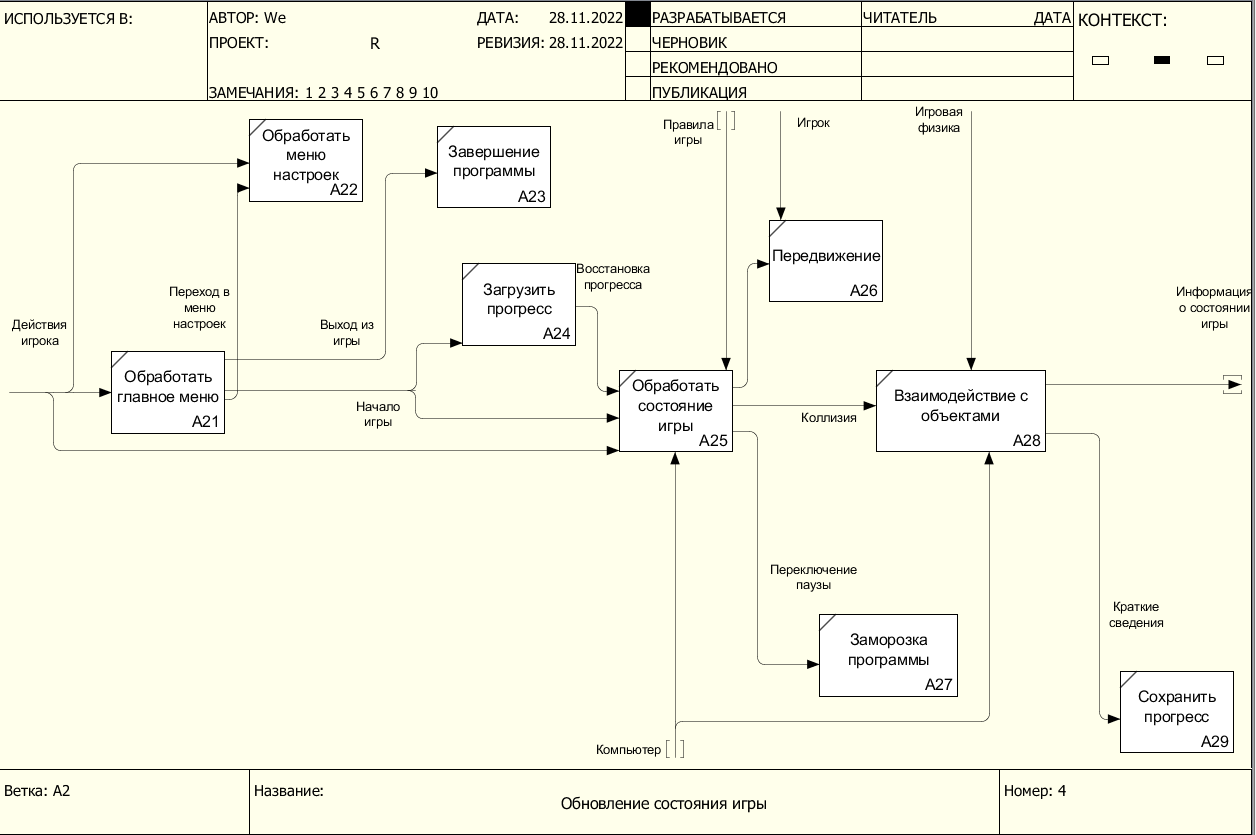 ИСПОЛЬЗУЕТСЯ В:
АВТОР: We
ДАТА: 28.11.2022
ПРОЕКТ: R
РЕВИЗИЯ: 28.11.2022
ЗАМЕЧАНИЯ: 1 2 3 4 5 6 7 8 9 10
РАЗРАБАТЫВАЕТСЯ
ЧЕРНОВИК
РЕКОМЕНДОВАНО
ПУБЛИКАЦИЯ
ЧИТАТЕЛЬ ДАТА
КОНТЕКСТ:
Правила
игры
Игрок
Игровая
физика
Обработать
меню
настроек
A22
Завершение
программы
A23
Передвижение
A26
Загрузить
прогресс
A24
Восстановка
прогресса
Переход в
меню
настроек
Выход из
игры
Действия
игрока
Информация
о состоянии
игры
Обработать
главное меню
A21
Начало
игры
Обработать
состояние
игры
A25
Коллизия
Взаимодействие с
объектами
A28
Переключение
паузы
Краткие
сведения
Заморозка
программы
A27
Сохранить
прогресс
A29
Компьютер
Ветка: A2
Название:
Обновление состояния игры
Номер: 4